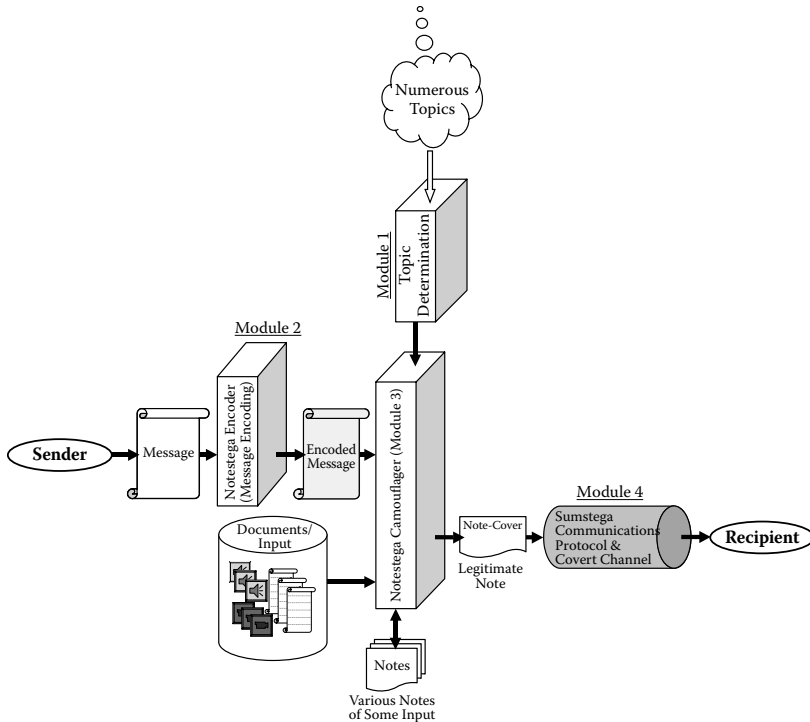 Numerous
Topics
Module 1
Topic
Determination
Module 2
Notestega Encoder
(Message Encoding)
Notestega Camouflager (Module 3)
Sender
Message
Encoded
Message
Documents/
Input
Note-Cover
Legitimate
Note
Module 4
Sumstega
Communications
Protocol &
Covert Channel
Recipient
Notes
Various Notes
of Some Input